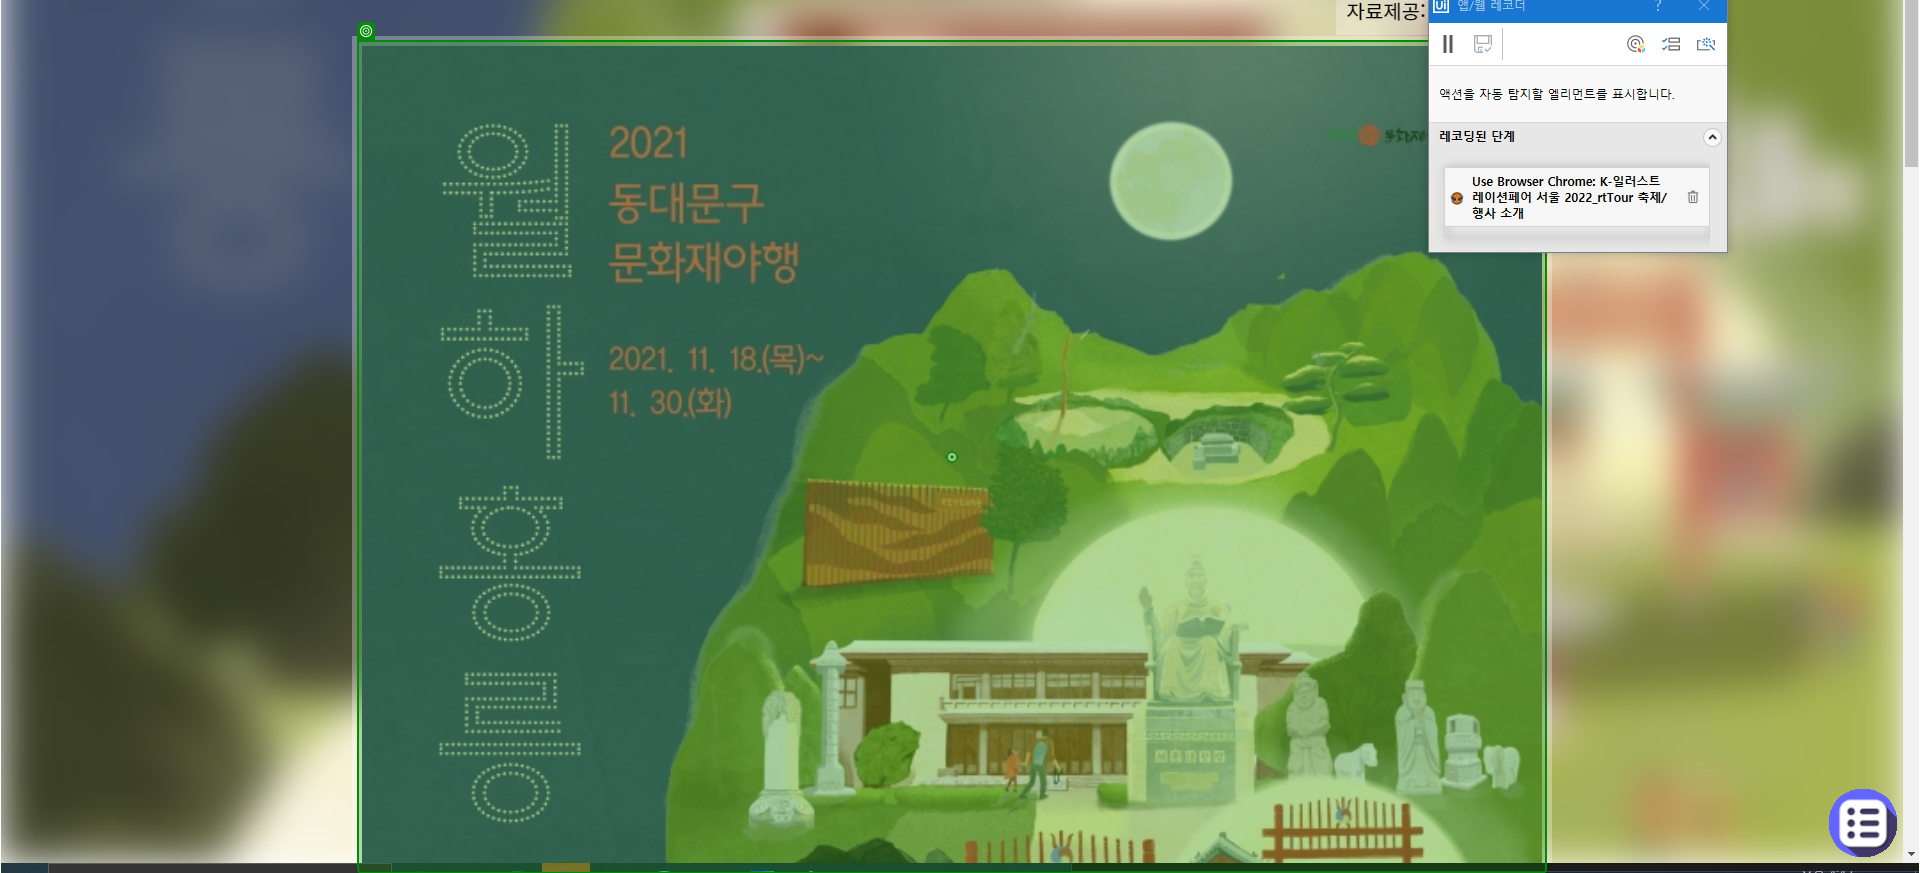 자료제공:
앱/웹 레코더
액션을 자동 탐지할 엘리먼트를 표시합니다.
레코딩된 단계
Use Browser Chrome: K-일러스트
레이션페어 서울 2022_rtTour 축제/
행사 소개
월하홍릉
2021
동대문구
문화재야행
2021. 11. 18.(목)~
11. 30.(화)